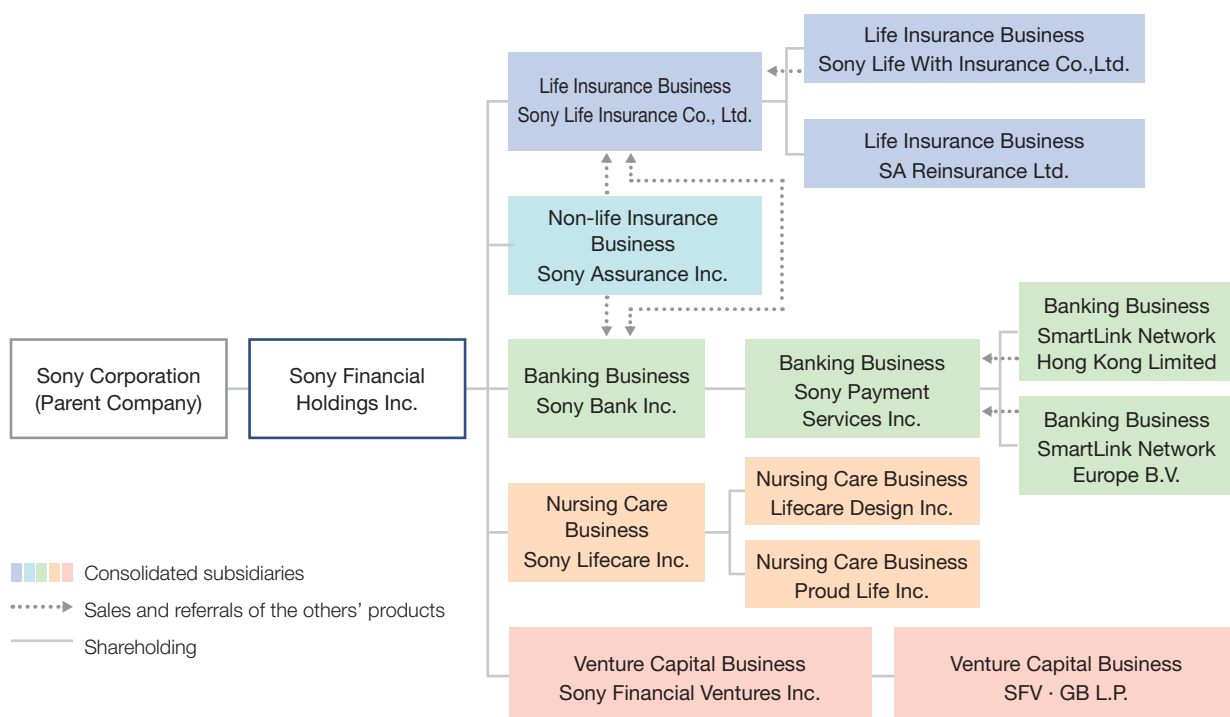 Life Insurance Business
Sony Life With Insurance Co.,Ltd.
Life Insurance Business
Sony Life Insurance Co., Ltd.
Life Insurance Business
SA Reinsurance Ltd.
Non-life Insurance
Business
Sony Assurance Inc.
Sony Corporation
(Parent Company)
Sony Financial
Holdings Inc.
Banking Business
Sony Bank Inc.
Banking Business
Sony Payment
Services Inc.
Banking Business
SmartLink Network
Hong Kong Limited
Banking Business
SmartLink Network
Europe B.V.
Nursing Care
Business
Sony Lifecare Inc.
Nursing Care Business
Lifecare Design Inc.
Nursing Care Business
Proud Life Inc.
Venture Capital Business
Sony Financial Ventures Inc.
Venture Capital Business
SFV · GB L.P.
Consolidated subsidiaries
Sales and referrals of the others’ products
Shareholding